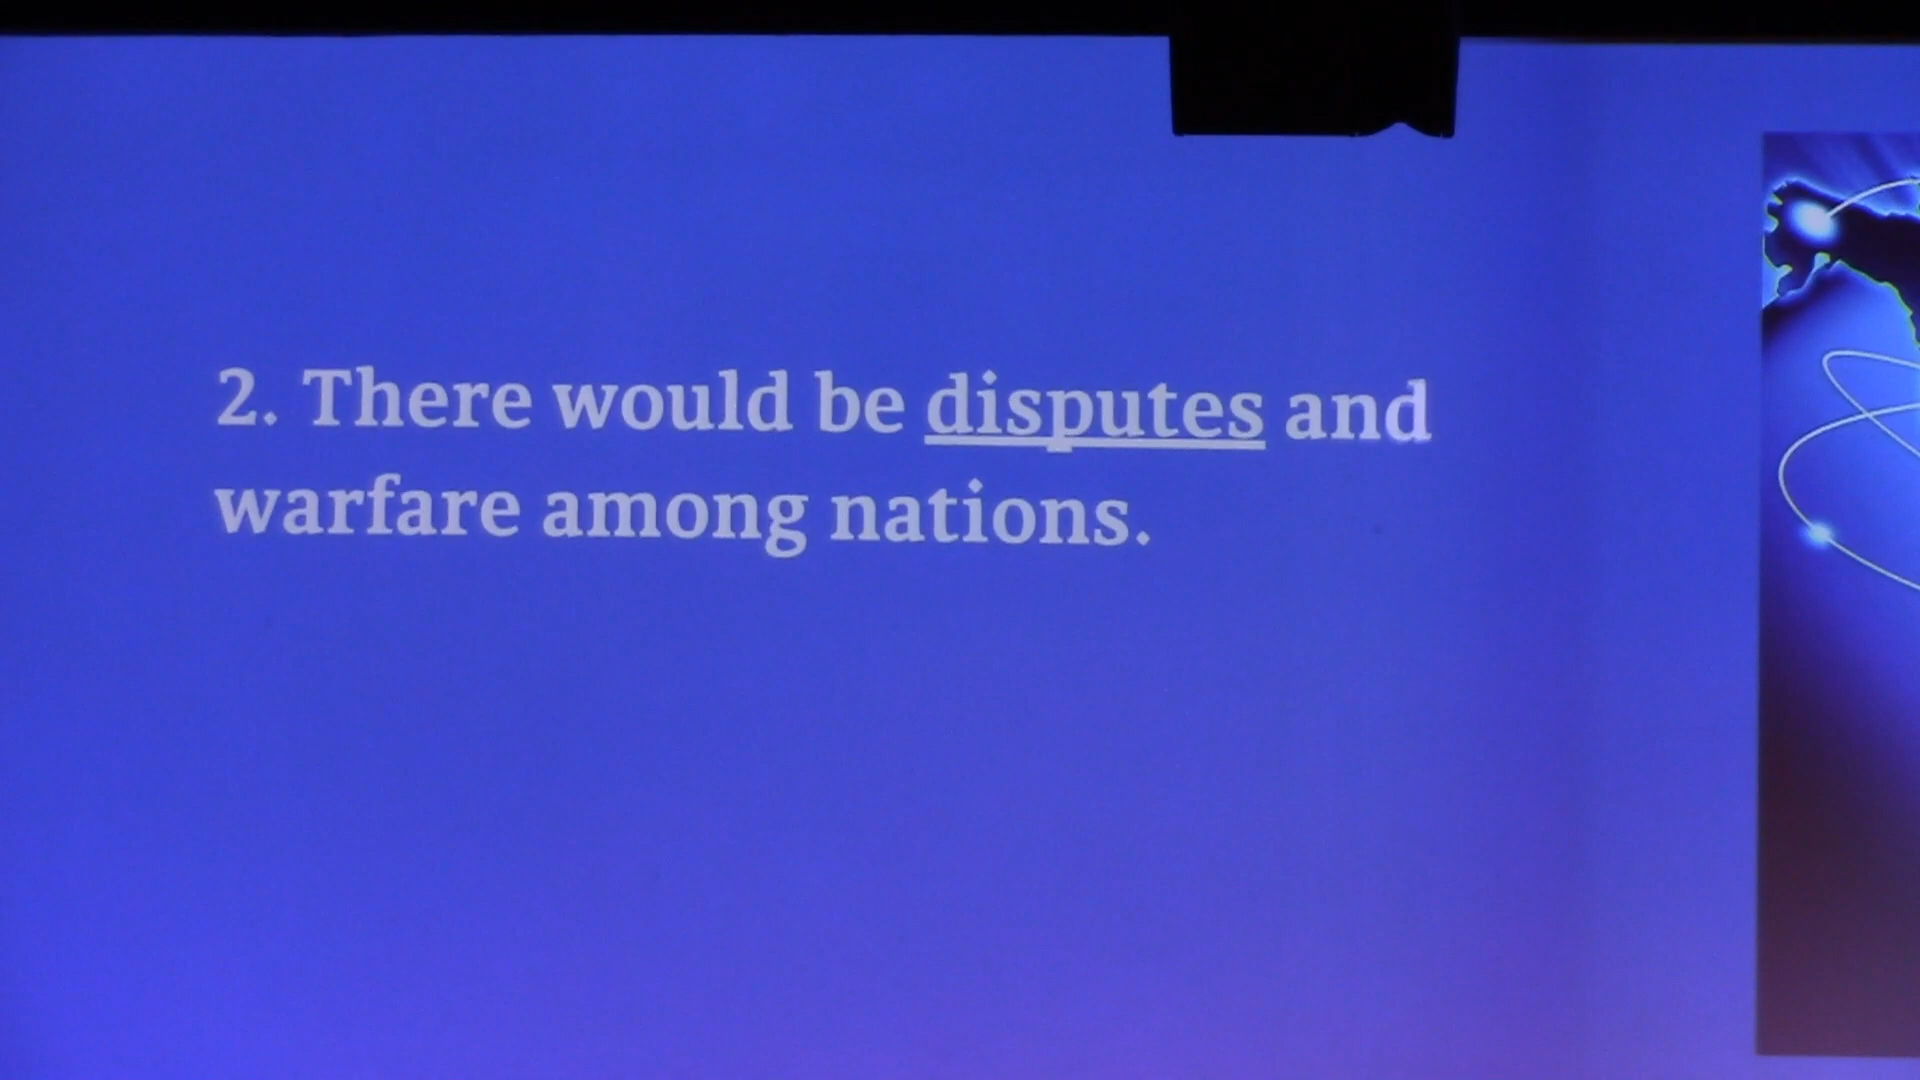 2. There would be disputes and
warfare among nations.